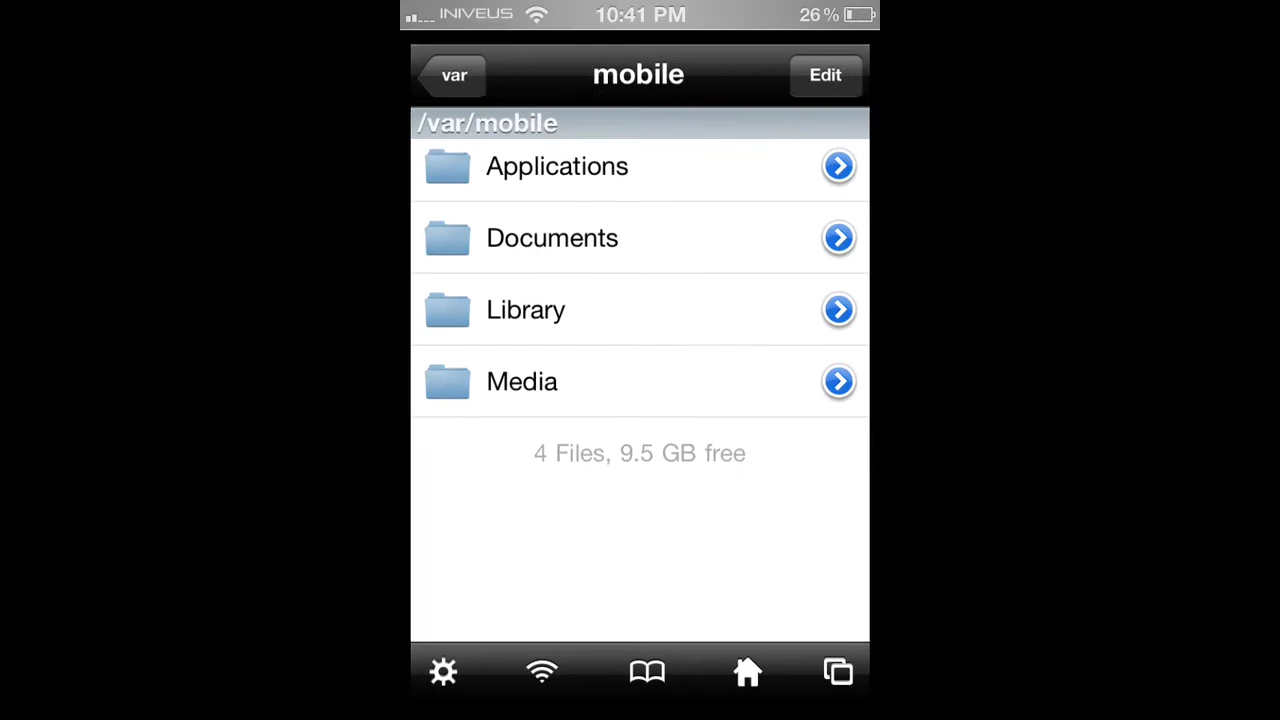 INIVEUS 10:41 PM 26%
var mobile Edit
/var/mobile
Applications
Documents
Library
Media
4 Files, 9.5 GB free